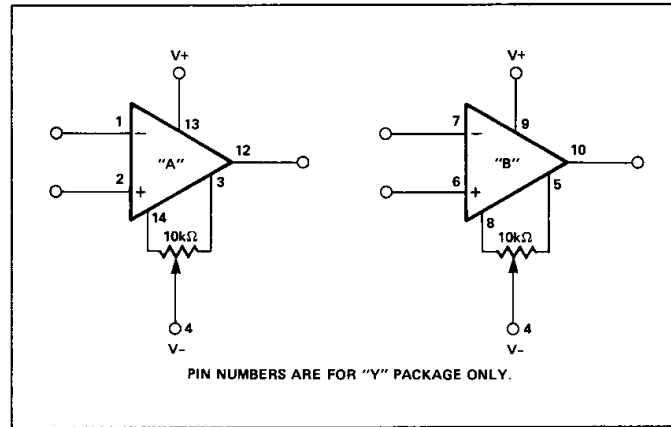 V+
V+
1
13
12
7
9
10
−
"A"
−
"B"
2
+
3
6
+
5
14
8
10kΩ
10kΩ
4
4
V−
V−
PIN NUMBERS ARE FOR "Y" PACKAGE ONLY.